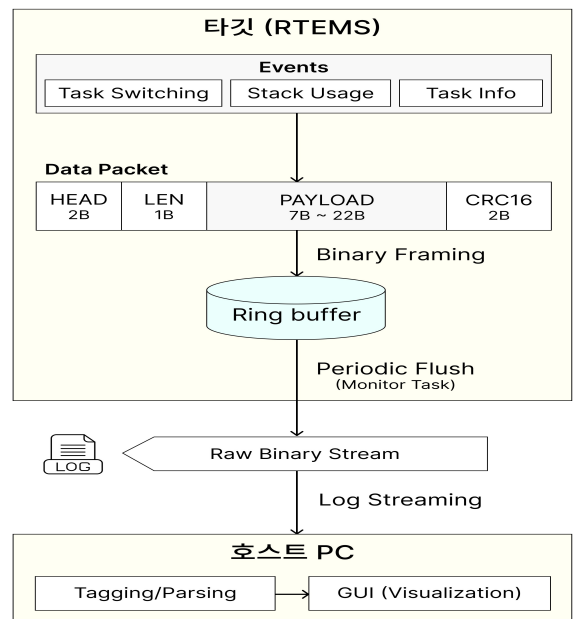 타깃 (RTEMS)
Events
Task Switching
Stack Usage
Task Info
Data Packet
HEAD
2B
LEN
1B
PAYLOAD
7B ~ 22B
CRC16
2B
Binary Framing
Ring buffer
Periodic Flush
(Monitor Task)
LOG
Raw Binary Stream
Log Streaming
호스트 PC
Tagging/Parsing
GUI (Visualization)